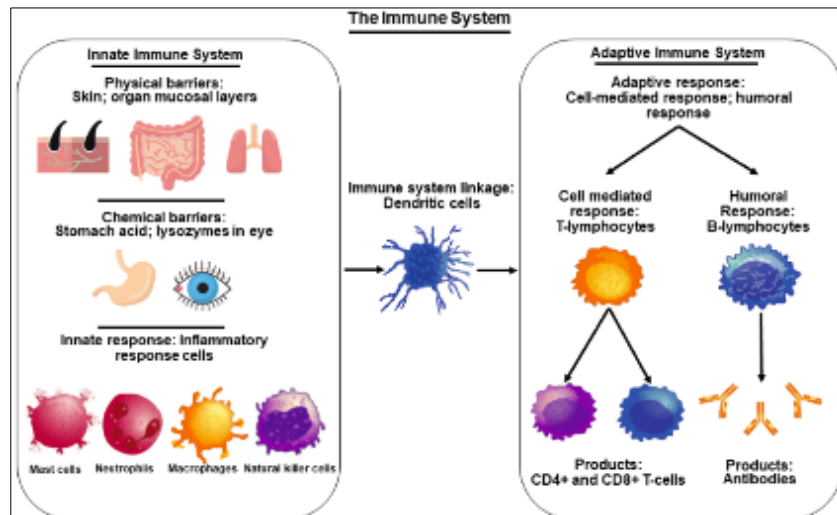 The Immune System
Innate Immune System
Physical barriers:
Skin; organ mucosal layers
Chemical barriers:
Stomach acid; lysozymes in eye
Innate response: Inflammatory
response cells
Mast cells
Neutrophils
Macrophages
Natural killer cells
Immune system linkage:
Dendritic cells
Adaptive Immune System
Adaptive response:
Cell-mediated response; humoral
response
Cell mediated
response:
T-lymphocytes
Humoral
Response:
B-lymphocytes
Products:
CD4+ and CD8+ T-cells
Products:
Antibodies